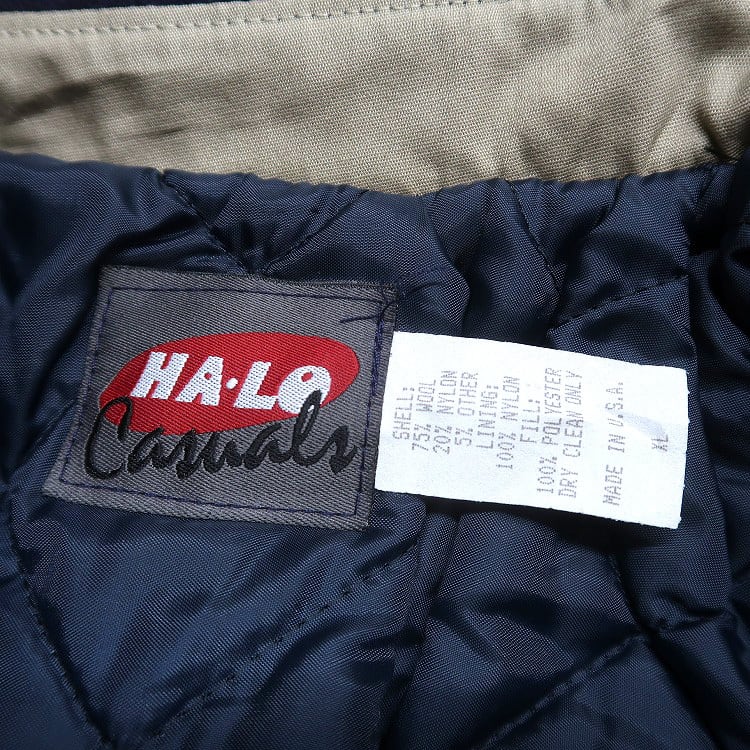 HA·LO
Casuals
SHELL:
75% WOOL
20% NYLON
5% OTHER
LINING:
100% NYLON
FILL:
100% POLYESTER
DRY CLEAN ONLY
MADE IN U.S.A.
XL